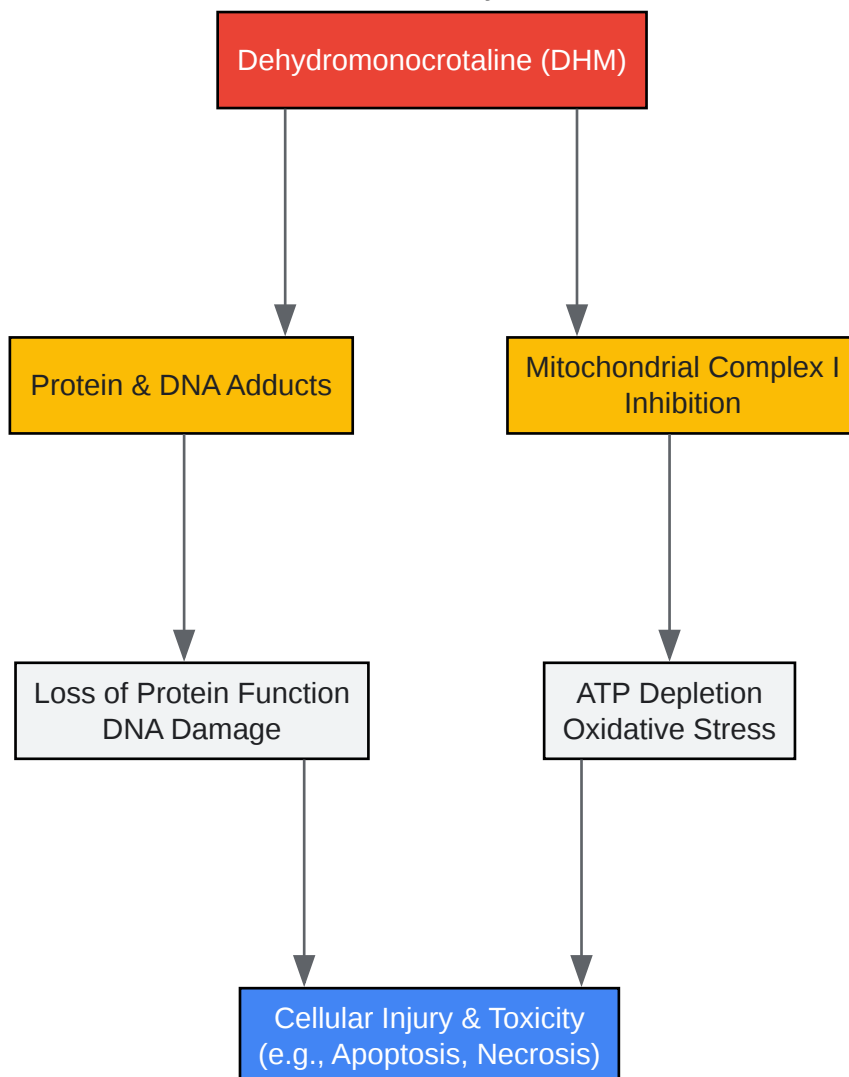 Dehydromonocrotaline (DHM)
Protein & DNA Adducts
Mitochondrial Complex I
Inhibition
Loss of Protein Function
DNA Damage
ATP Depletion
Oxidative Stress
Cellular Injury & Toxicity
(e.g., Apoptosis, Necrosis)